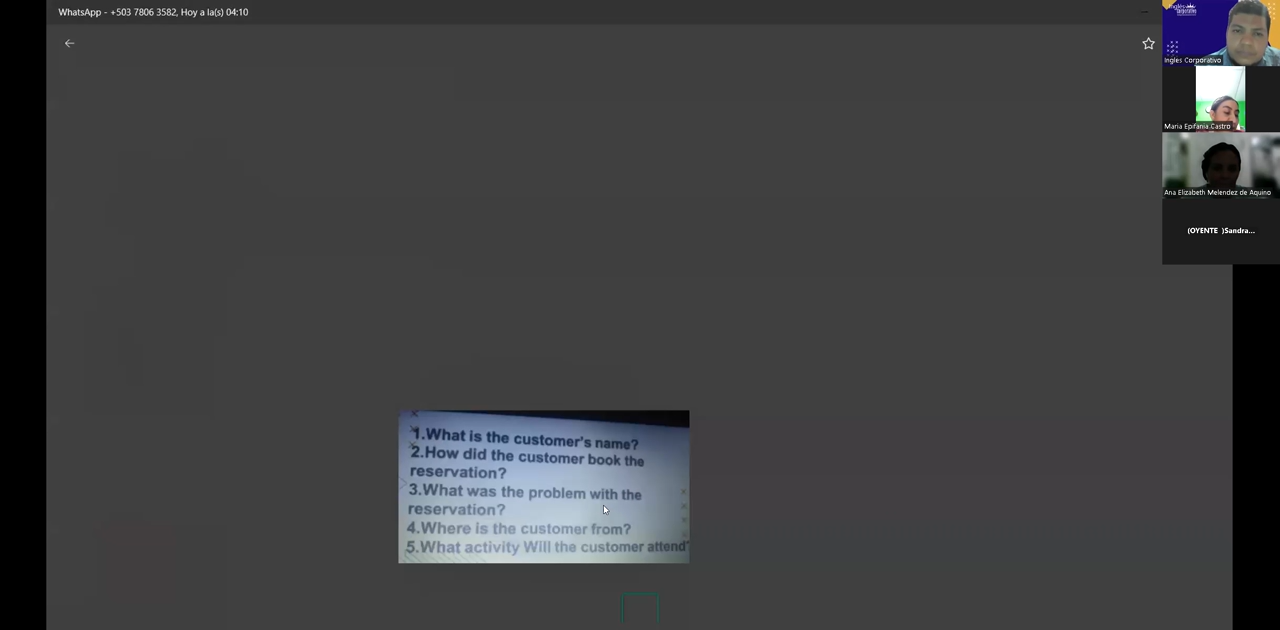 WhatsApp - +503 7806 3582, Hoy a la(s) 04:10
Ingles Corporativo
Maria Epifania Castro
Ana Elizabeth Melendez de Aquino
(OYENTE )Sandra...
1.What is the customer's name?
2.How did the customer book the
reservation?
3.What was the problem with the
reservation?
4.Where is the customer from?
5.What activity Will the customer attend?